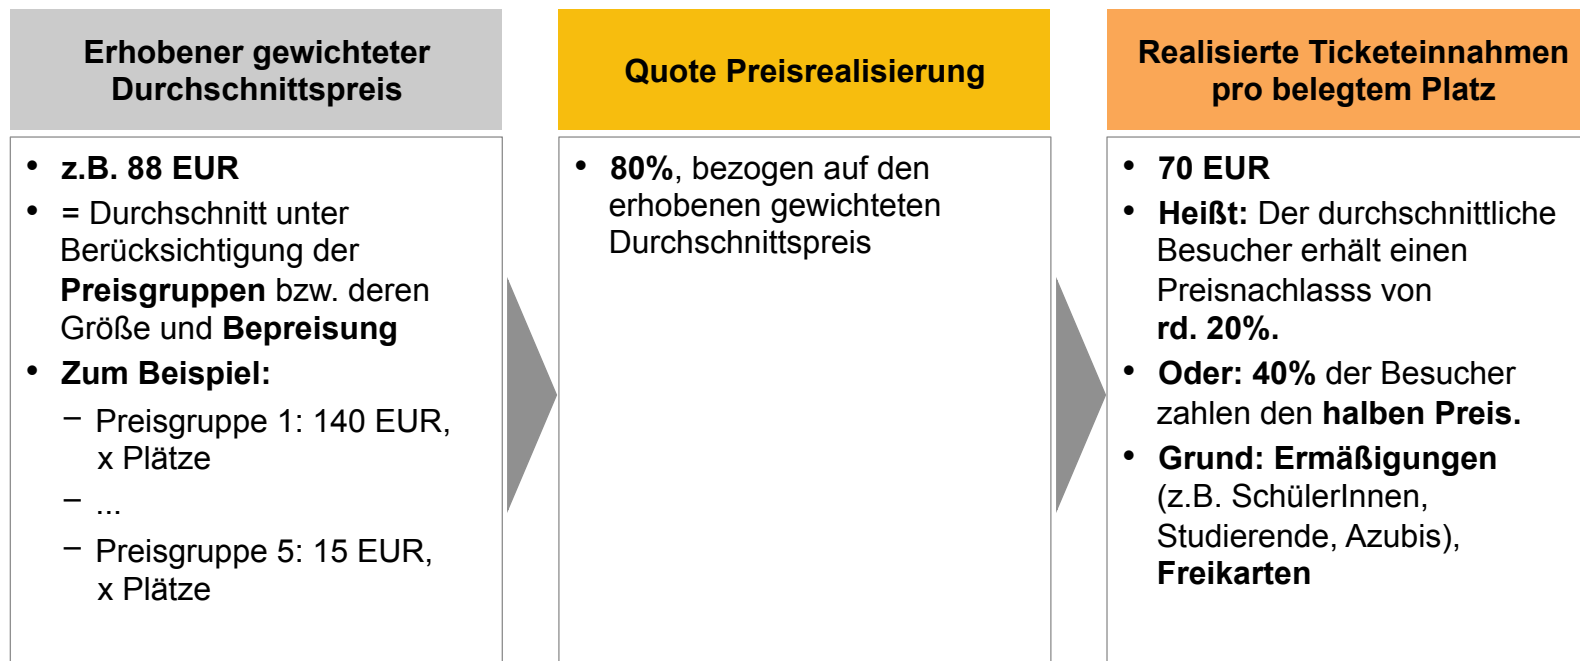 Erhobener gewichteter
Durchschnittspreis
• z.B. 88 EUR
• = Durchschnitt unter
Berücksichtigung der
Preisgruppen bzw. deren
Größe und Bepreisung
• Zum Beispiel:
– Preisgruppe 1: 140 EUR,
x Plätze
– ...
– Preisgruppe 5: 15 EUR,
x Plätze
Quote Preisrealisierung
• 80%, bezogen auf den
erhobenen gewichteten
Durchschnittspreis
Realisierte Ticketeinnahmen
pro belegtem Platz
• 70 EUR
• Heißt: Der durchschnittliche
Besucher erhält einen
Preisnachlasss von
rd. 20%.
• Oder: 40% der Besucher
zahlen den halben Preis.
• Grund: Ermäßigungen
(z.B. SchülerInnen,
Studierende, Azubis),
Freikarten